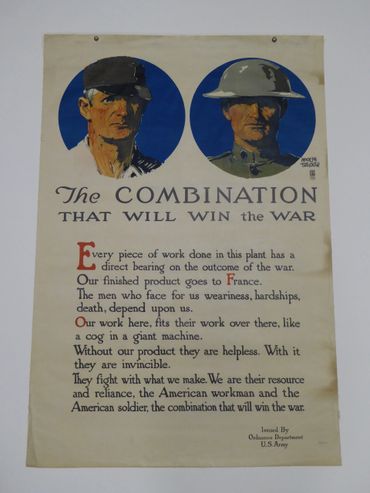 ADOLPH
TREIDLER
The COMBINATION
THAT WILL WIN the WAR
Every piece of work done in this plant has a
direct bearing on the outcome of the war.
Our finished product goes to France.
The men who face for us weariness, hardships,
death, depend upon us.
Our work here, fits their work over there, like
a cog in a giant machine.
Without our product they are helpless. With it
they are invincible.
They fight with what we make. We are their resource
and reliance, the American workman and the
American soldier, the combination that will win the war.
Issued By
Ordnance Department
U.S. Army